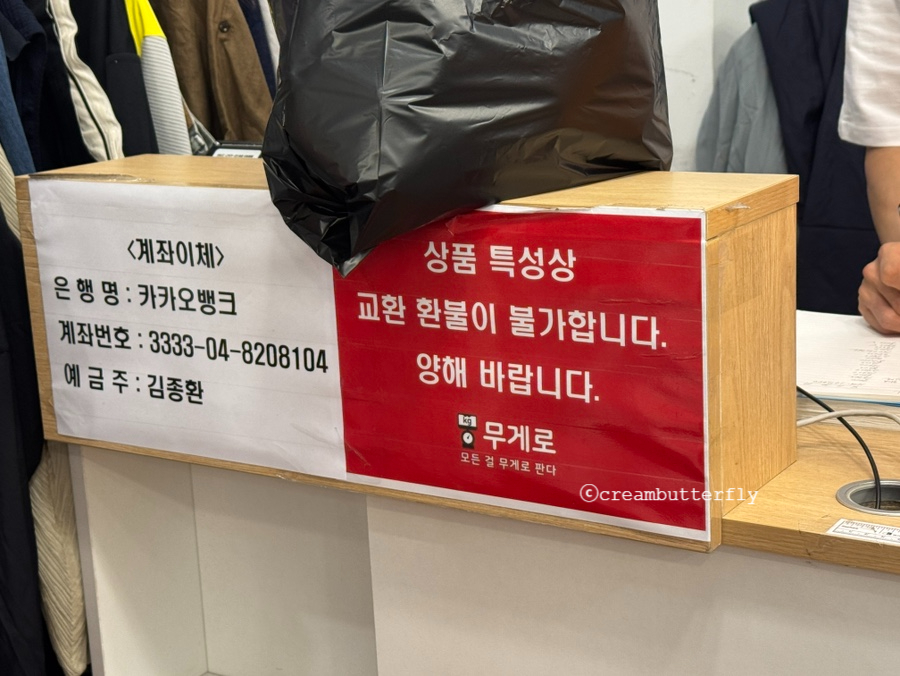 <계좌이체>
은 행 명 : 카카오뱅크
계좌번호 : 3333-04-8208104
예 금 주 : 김종환
상품 특성상
교환 환불이 불가합니다.
양해 바랍니다.
kg
무게로
모든 걸 무게로 판다
©creambutterfly